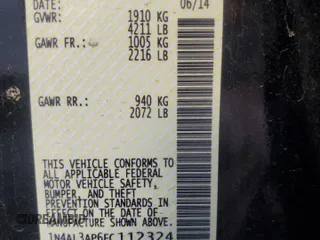 DATE: 06/14
GVWR: 1910 KG
4211 LB
GAWR FR.: 1005 KG
2216 LB
GAWR RR.: 940 KG
2072 LB
THIS VEHICLE CONFORMS TO
ALL APPLICABLE FEDERAL
MOTOR VEHICLE SAFETY,
BUMPER, AND THEFT PREVENTION
STANDARDS IN EFFECT ON THE
DATE OF MANUFACTURE SHOWN
ABOVE.
1N4AL3AP6FC112324